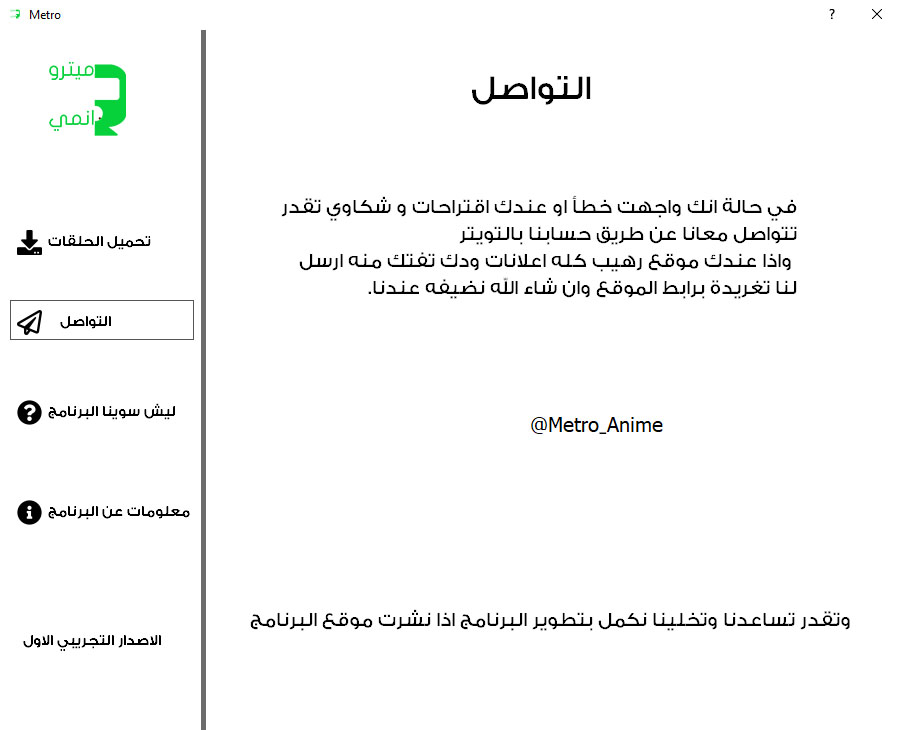 Metro
?
ميترو
انمي
تحميل الحلقات
التواصل
ليش سوينا البرنامج
معلومات عن البرنامج
الاصدار التجريبي الاول
التواصل
في حالة انك واجهت خطأ او عندك اقتراحات و شكاوي تقدر
تتواصل معانا عن طريق حسابنا بالتويتر
واذا عندك موقع رهيب كله اعلانات ودك تفتك منه ارسل
لنا تغريدة برابط الموقع وان شاء الله نضيفه عندنا.
@Metro_Anime
وتقدر تساعدنا وتخلينا نكمل بتطوير البرنامج اذا نشرت موقع البرنامج